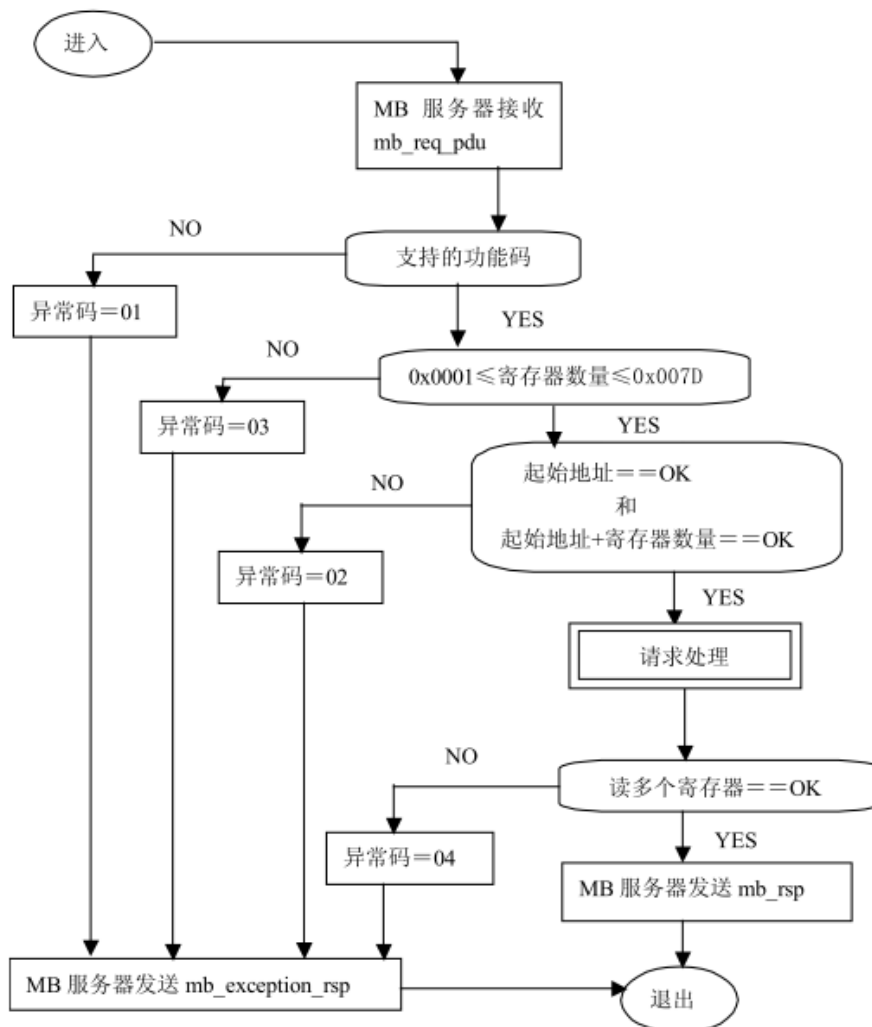 进入
MB 服务器接收
mb_req_pdu
NO
支持的功能码
异常码＝01
YES
NO
0x0001≤寄存器数量≤0x007D
异常码＝03
YES
起始地址＝＝OK
NO
和
起始地址+寄存器数量＝＝OK
异常码＝02
YES
请求处理
NO
读多个寄存器＝＝OK
YES
异常码＝04
MB 服务器发送 mb_rsp
MB 服务器发送 mb_exception_rsp
退出